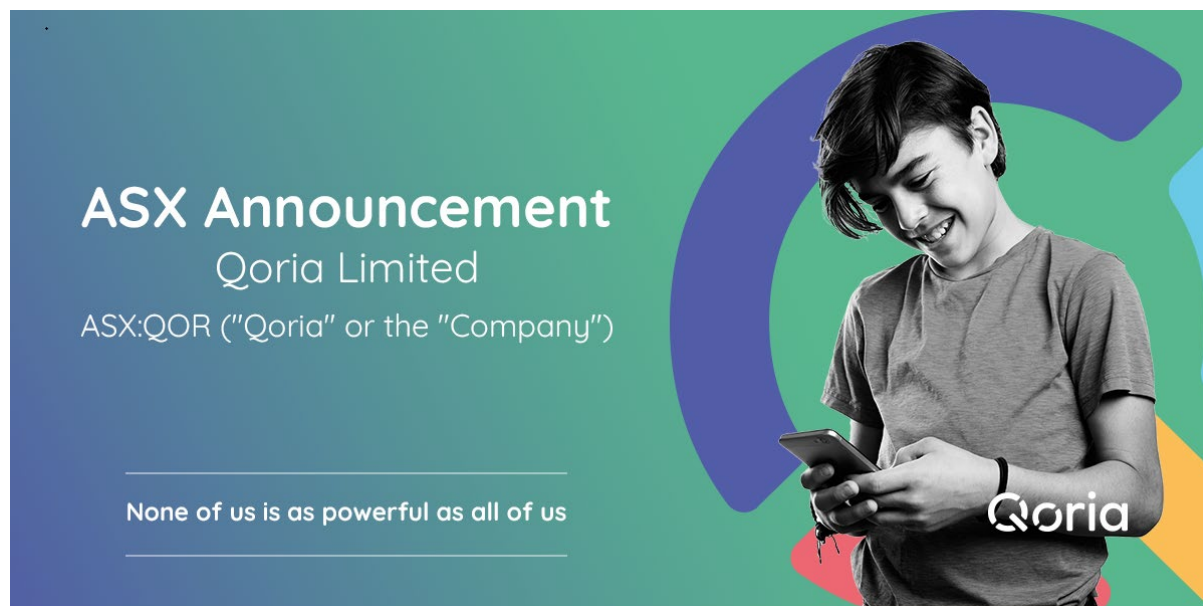 ASX Announcement
Qoria Limited
ASX:QOR ("Qoria" or the "Company")
None of us is as powerful as all of us
Qoria